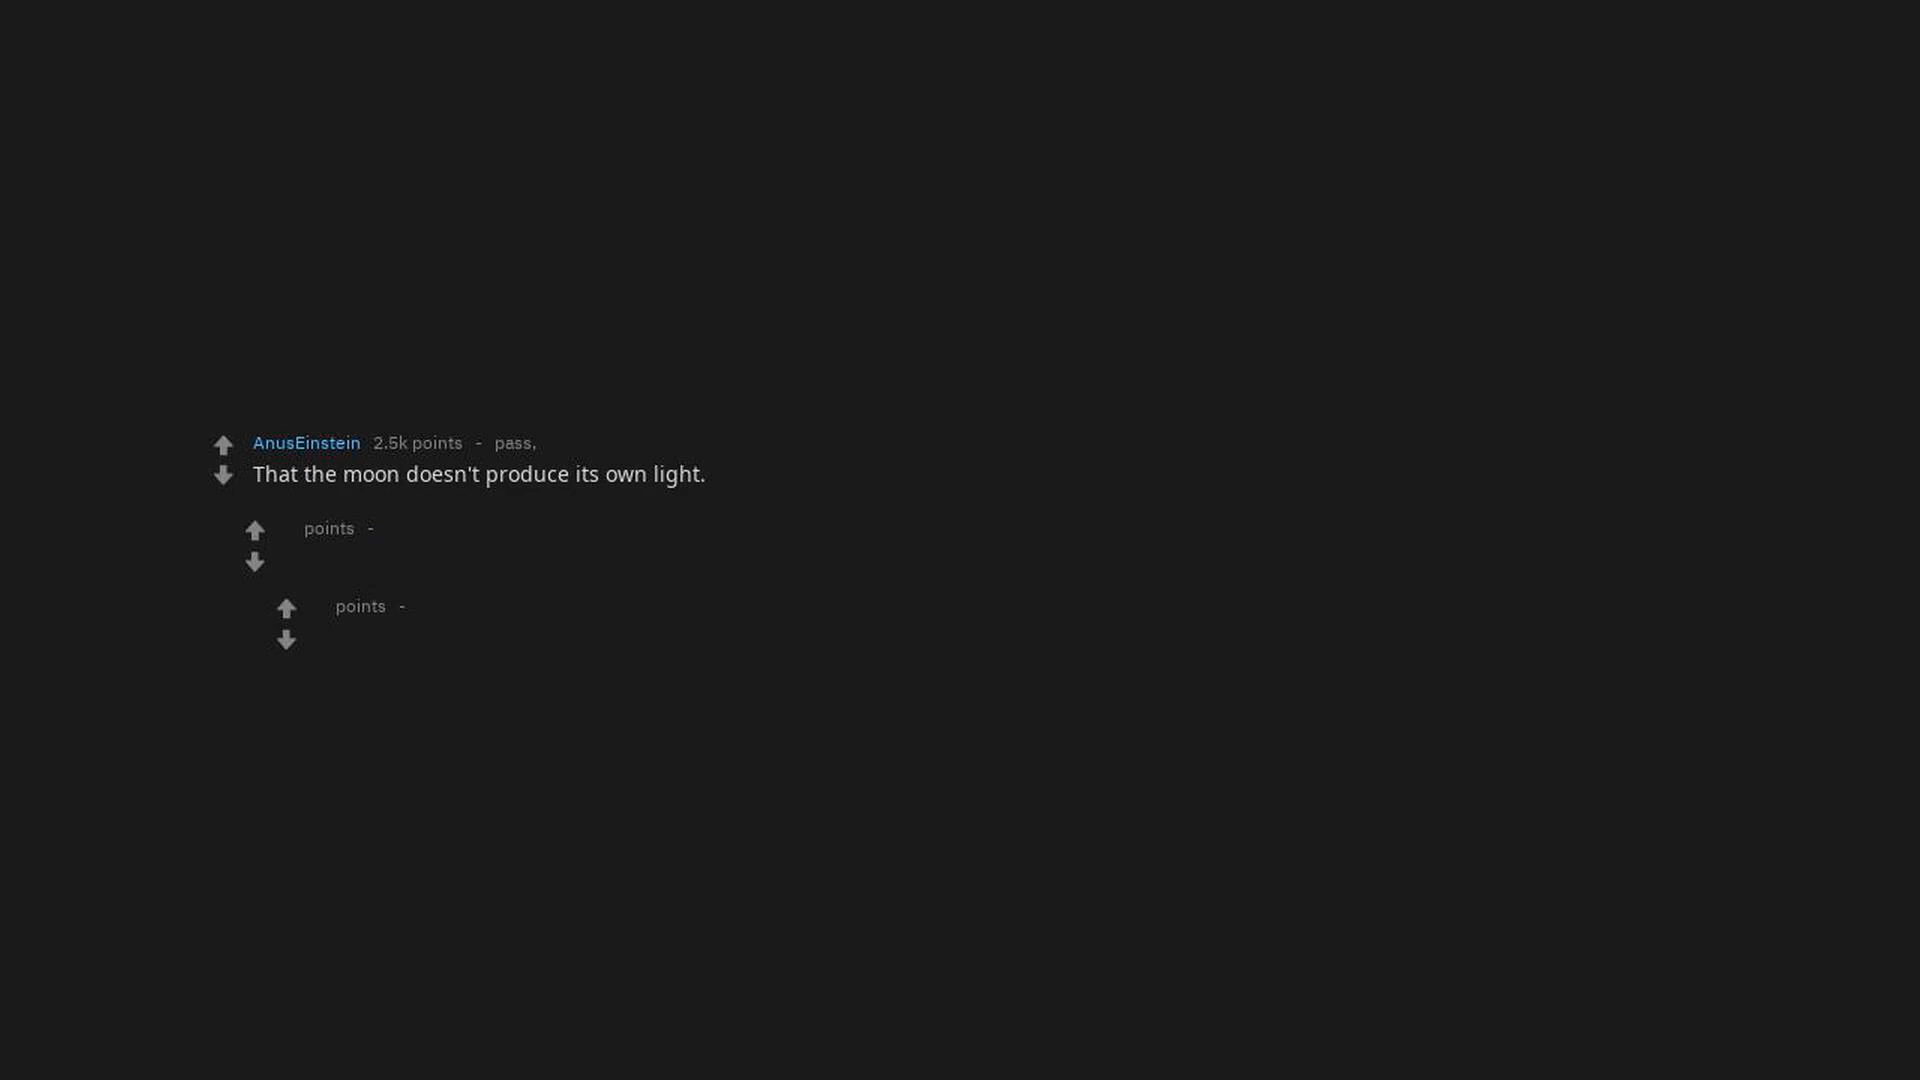 AnusEinstein 2.5k points - pass,
That the moon doesn't produce its own light.
points -
points -